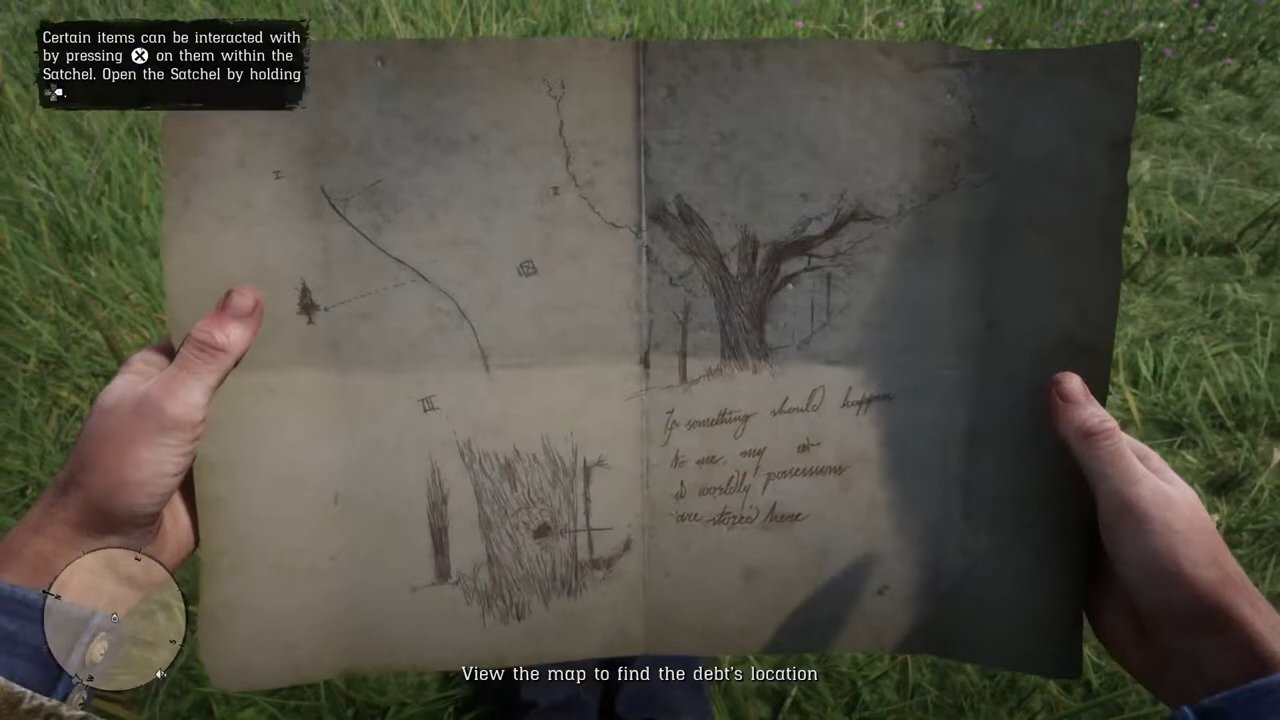 Certain items can be interacted with
by pressing ⓧ on them within the
Satchel. Open the Satchel by holding
.
I
II
III
If something should happen
to me, my
worldly possessions
are stored here
N
E
S
W
View the map to find the debt's location